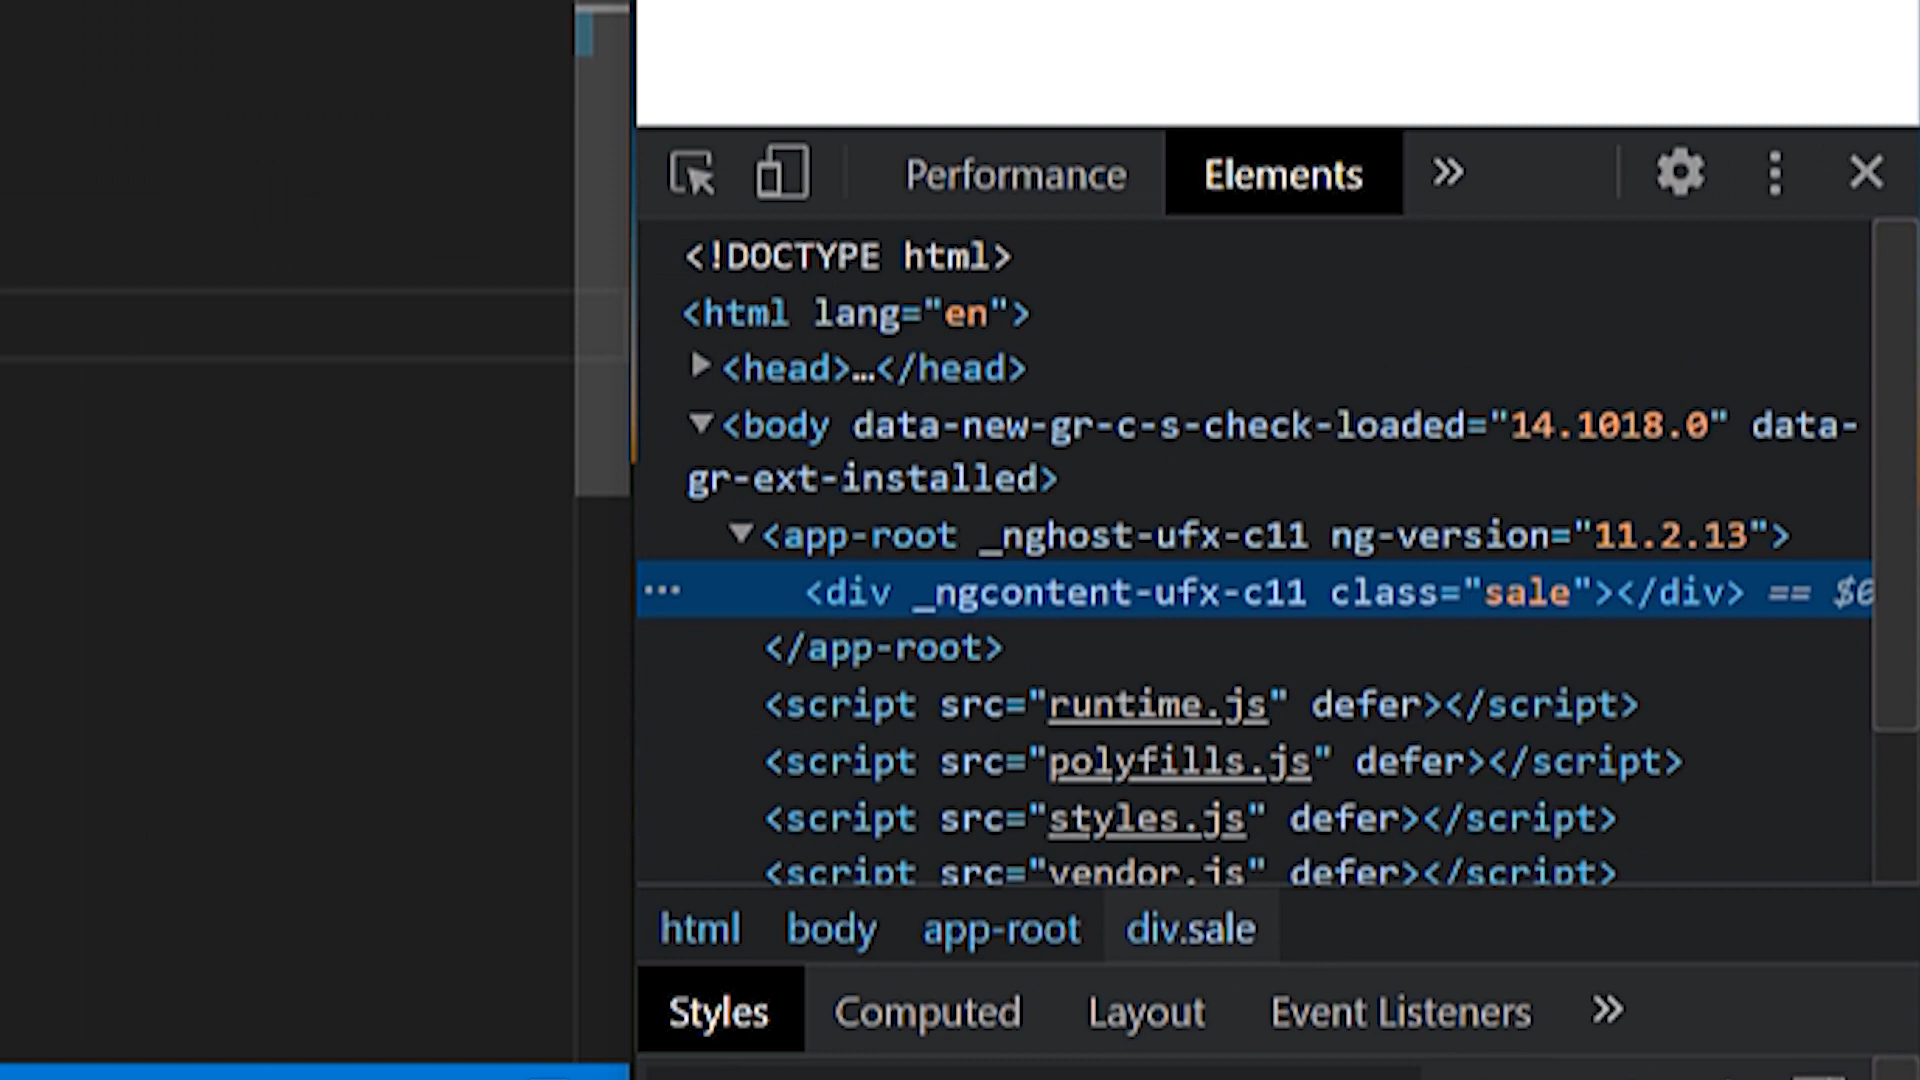 Performance Elements
<!DOCTYPE html>
<html lang="en">
<head>…</head>
<body data-new-gr-c-s-check-loaded="14.1018.0" data-
gr-ext-installed>
<app-root _nghost-ufx-c11 ng-version="11.2.13">
<div _ngcontent-ufx-c11 class="sale"></div> ==
</app-root>
<script src="runtime.js" defer></script>
<script src="polyfills.js" defer></script>
<script src="styles.js" defer></script>
<script src="vendor.js" defer></script>
html body app-root div.sale
Styles Computed Layout Event Listeners